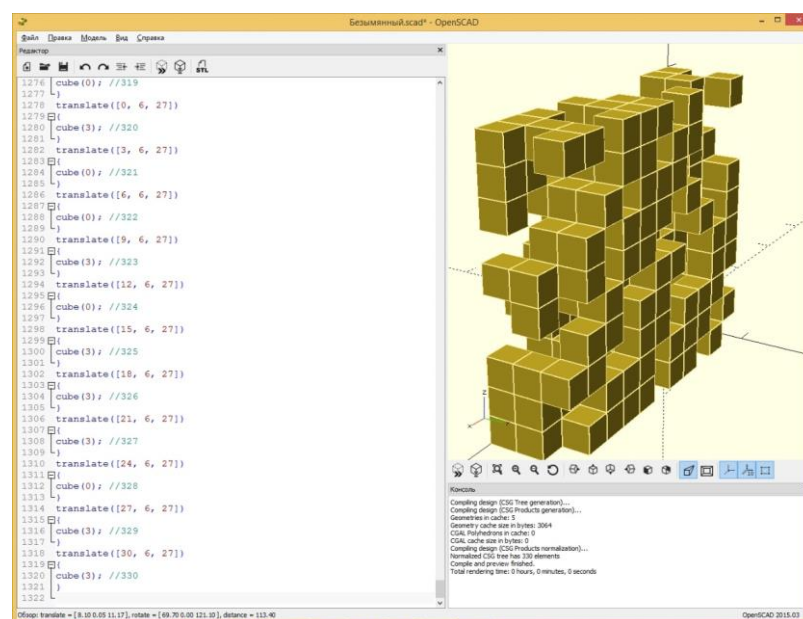 Безымянный.scad* - OpenSCAD
Файл Правка Модель Вид Справка
Редактор
STL
1276 cube(0); //319
1277 }
1278 translate([0, 6, 27])
1279 {
1280 cube(3); //320
1281 }
1282 translate([3, 6, 27])
1283 {
1284 cube(0); //321
1285 }
1286 translate([6, 6, 27])
1287 {
1288 cube(0); //322
1289 }
1290 translate([9, 6, 27])
1291 {
1292 cube(3); //323
1293 }
1294 translate([12, 6, 27])
1295 {
1296 cube(0); //324
1297 }
1298 translate([15, 6, 27])
1299 {
1300 cube(3); //325
1301 }
1302 translate([18, 6, 27])
1303 {
1304 cube(3); //326
1305 }
1306 translate([21, 6, 27])
1307 {
1308 cube(3); //327
1309 }
1310 translate([24, 6, 27])
1311 {
1312 cube(0); //328
1313 }
1314 translate([27, 6, 27])
1315 {
1316 cube(3); //329
1317 }
1318 translate([30, 6, 27])
1319 {
1320 cube(3); //330
1321 }
1322
z
x
Консоль
Compiling design (CSG Tree generation)...
Compiling design (CSG Products generation)...
Geometries in cache: 5
Geometry cache size in bytes: 3064
CGAL Polyhedrons in cache: 0
CGAL cache size in bytes: 0
Compiling design (CSG Products normalization)...
Normalized CSG tree has 330 elements
Compile and preview finished.
Total rendering time: 0 hours, 0 minutes, 0 seconds
Обзор: translate = [ 8.10 0.05 11.17 ], rotate = [ 69.70 0.00 121.10 ], distance = 113.40
OpenSCAD 2015.03